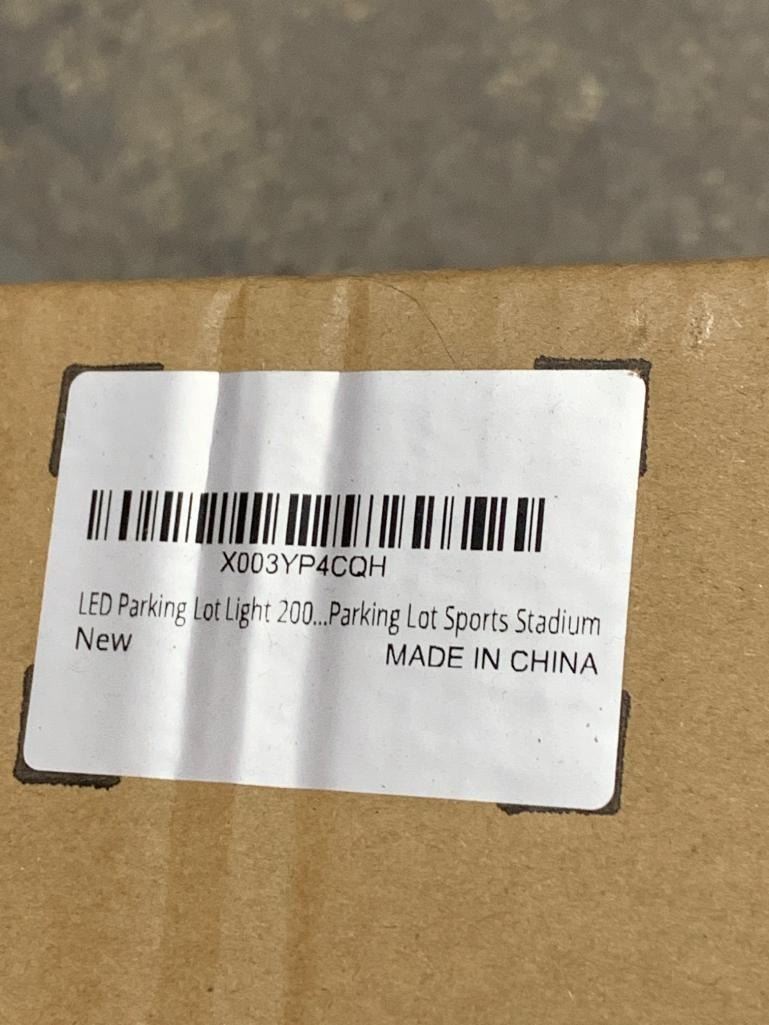 X003YP4CQH
LED Parking Lot Light 200...Parking Lot Sports Stadium
New
MADE IN CHINA